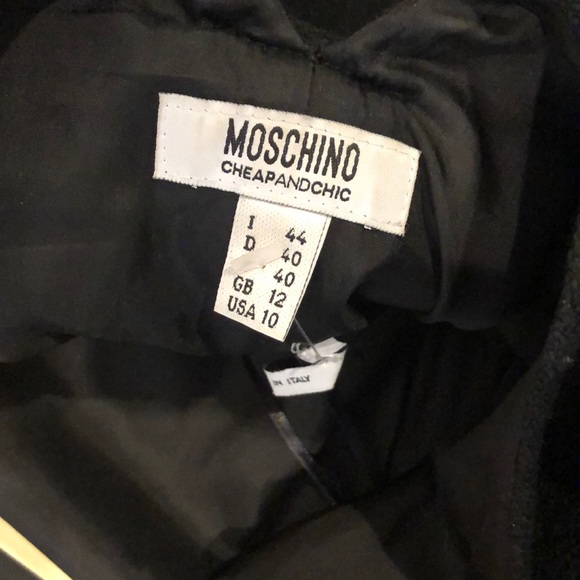 MOSCHINO
CHEAPANDCHIC
I 44
D 40
40
GB 12
USA 10
IN ITALY